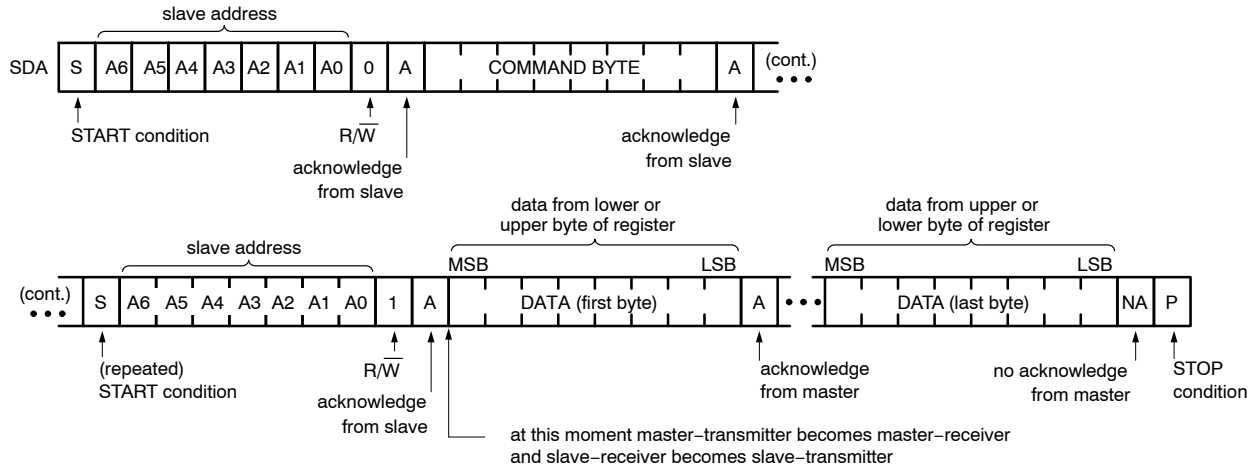 slave address
SDA S A6 A5 A4 A3 A2 A1 A0 0 A COMMAND BYTE A (cont.)
START condition
R/W
acknowledge
from slave
acknowledge
from slave
data from lower or
upper byte of register
data from upper or
lower byte of register
slave address
MSB LSB MSB LSB
(cont.) S A6 A5 A4 A3 A2 A1 A0 1 A DATA (first byte) A DATA (last byte) NA P
(repeated)
START condition
R/W
acknowledge
from slave
acknowledge
from master
no acknowledge
from master
STOP
condition
at this moment master−transmitter becomes master−receiver
and slave−receiver becomes slave−transmitter